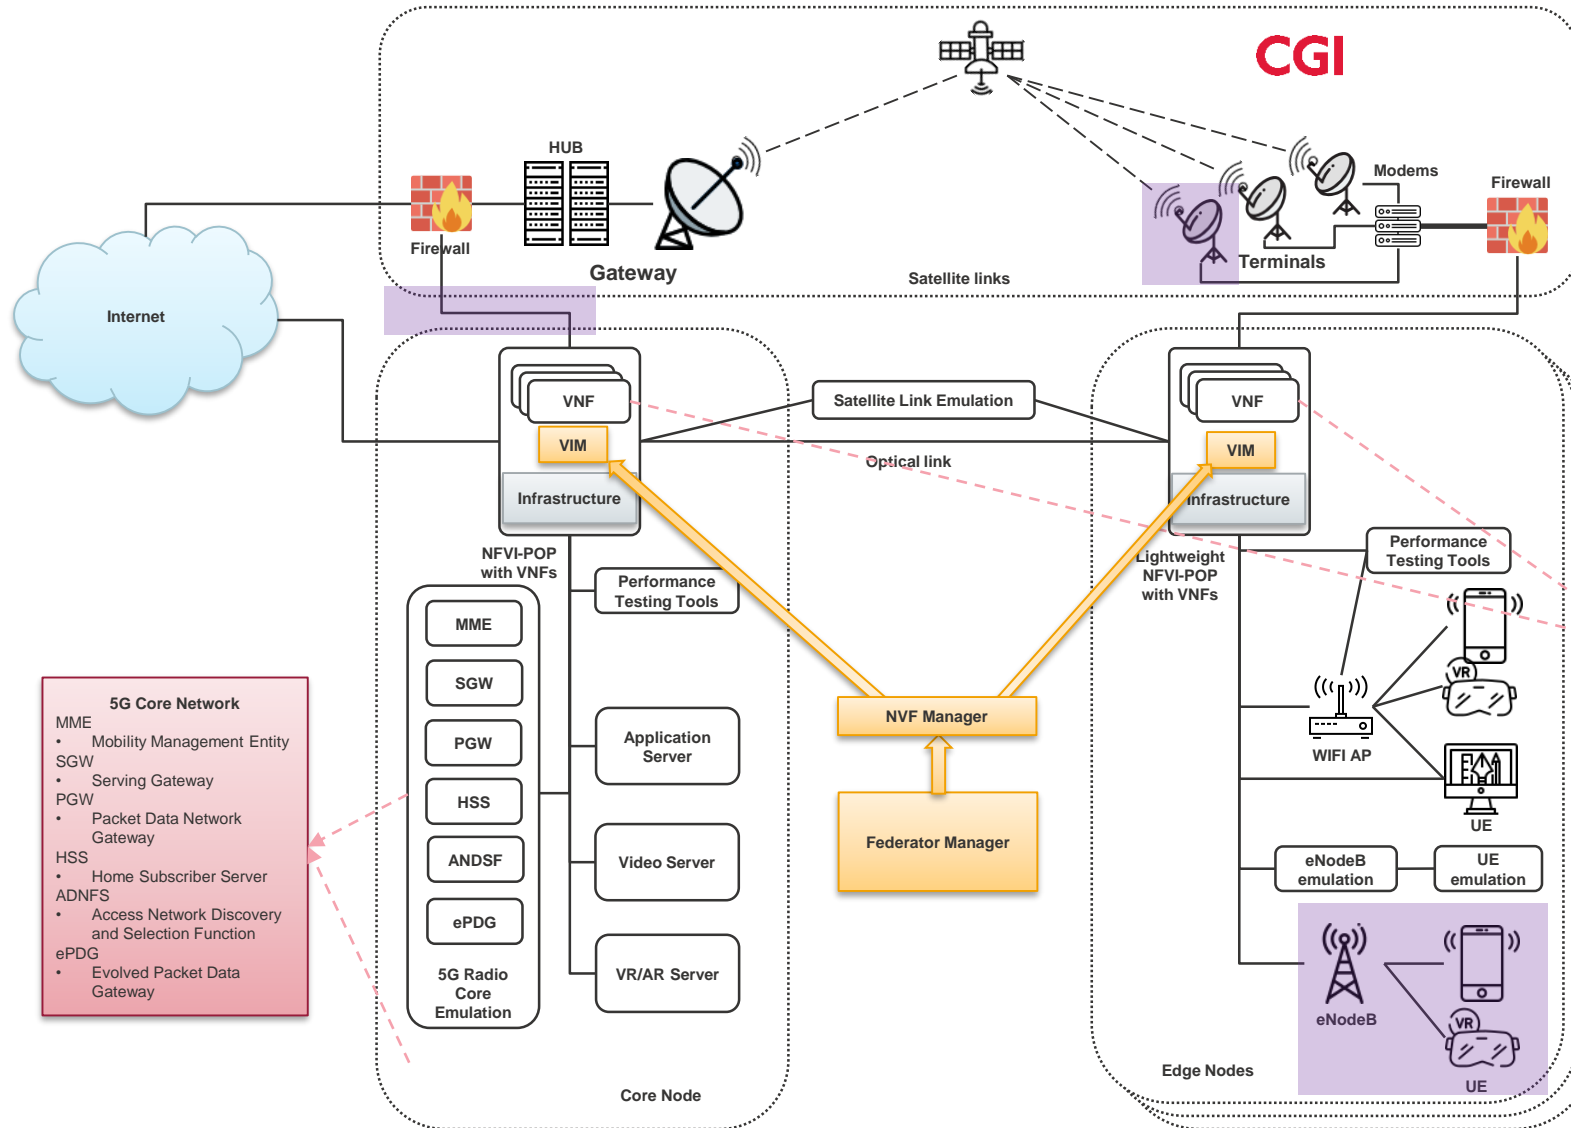 CGI
HUB
Modems
Firewall
Firewall
Gateway
Terminals
Satellite links
Internet
VNF
VIM
Infrastructure
NFVI-POP
with VNFs
Satellite Link Emulation
Optical link
VNF
VIM
Infrastructure
Lightweight
NFVI-POP
with VNFs
Performance
Testing Tools
MME
SGW
PGW
HSS
ANDSF
ePDG
5G Radio
Core
Emulation
Performance
Testing Tools
Application
Server
Video Server
VR/AR Server
Core Node
NVF Manager
Federator Manager
VR
WIFI AP
UE
eNodeB
emulation
UE
emulation
eNodeB
VR
UE
Edge Nodes
5G Core Network
MME
• Mobility Management Entity
SGW
• Serving Gateway
PGW
• Packet Data Network
Gateway
HSS
• Home Subscriber Server
ADNFS
• Access Network Discovery
and Selection Function
ePDG
• Evolved Packet Data
Gateway